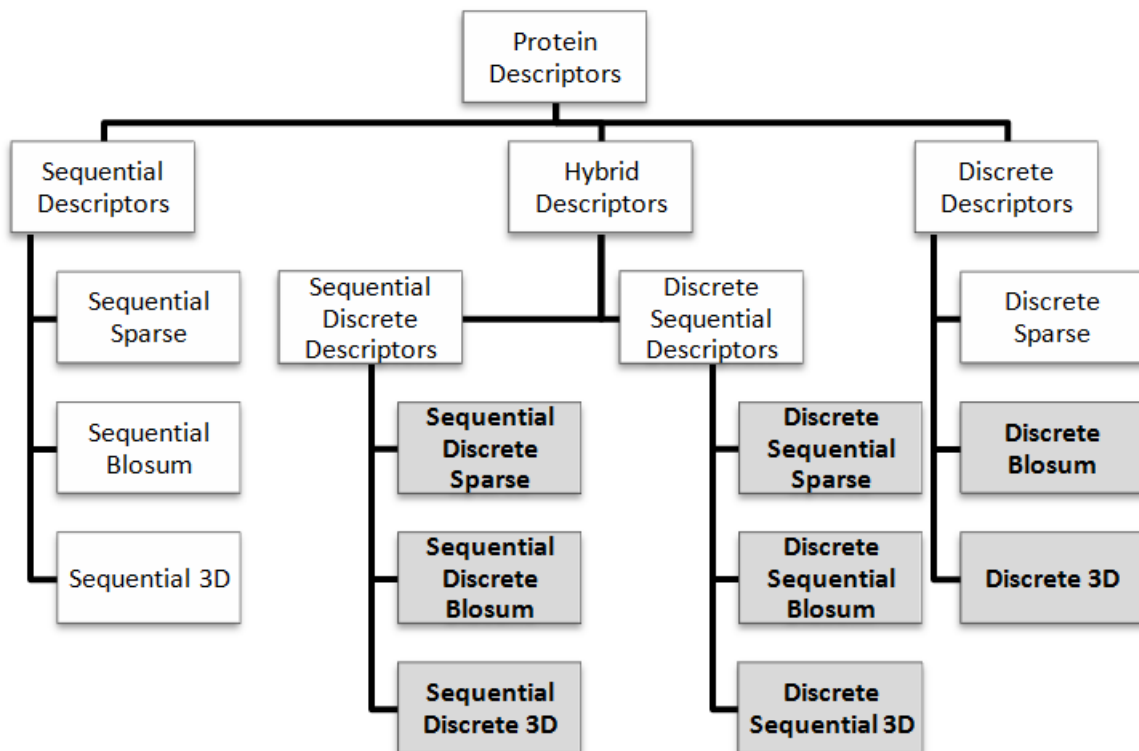 Protein
Descriptors
Sequential
Descriptors
Hybrid
Descriptors
Discrete
Descriptors
Sequential
Sparse
Sequential
Blosum
Sequential 3D
Sequential
Discrete
Descriptors
Discrete
Sequential
Descriptors
Sequential
Discrete
Sparse
Sequential
Discrete
Blosum
Sequential
Discrete 3D
Discrete
Sequential
Sparse
Discrete
Sequential
Blosum
Discrete
Sequential 3D
Discrete
Sparse
Discrete
Blosum
Discrete 3D